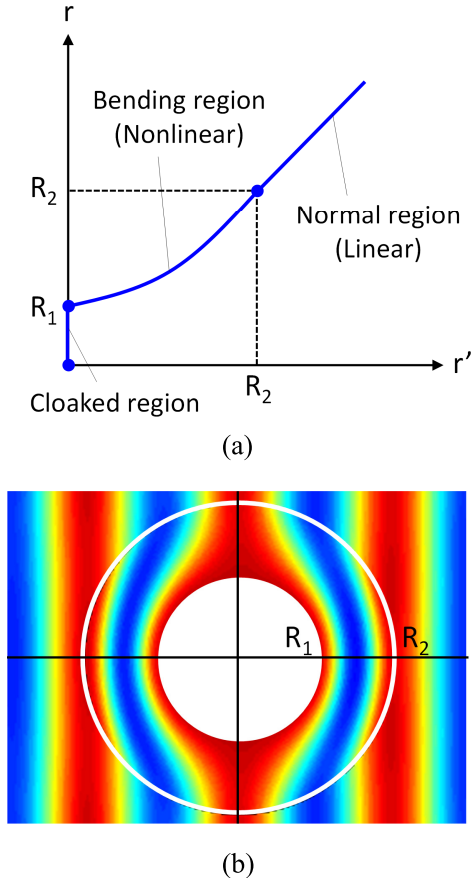 r
Bending region
(Nonlinear)
R₂
Normal region
(Linear)
R₁
r’
Cloaked region
R₂
(a)
R₁
R₂
(b)